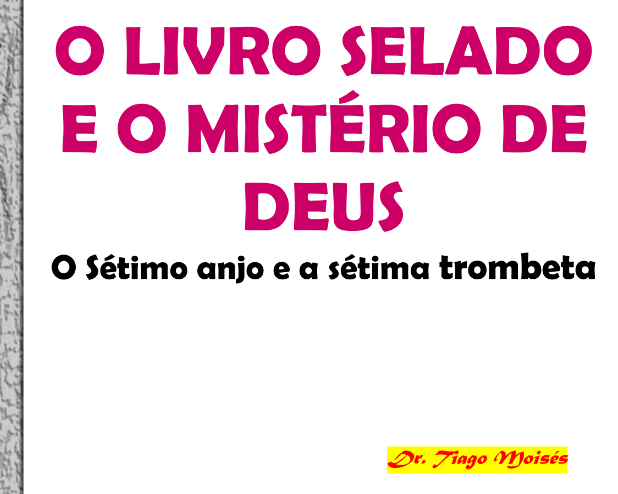 O LIVRO SELADO
E O MISTÉRIO DE
DEUS
O Sétimo anjo e a sétima trombeta
Dr. Tiago Moisés